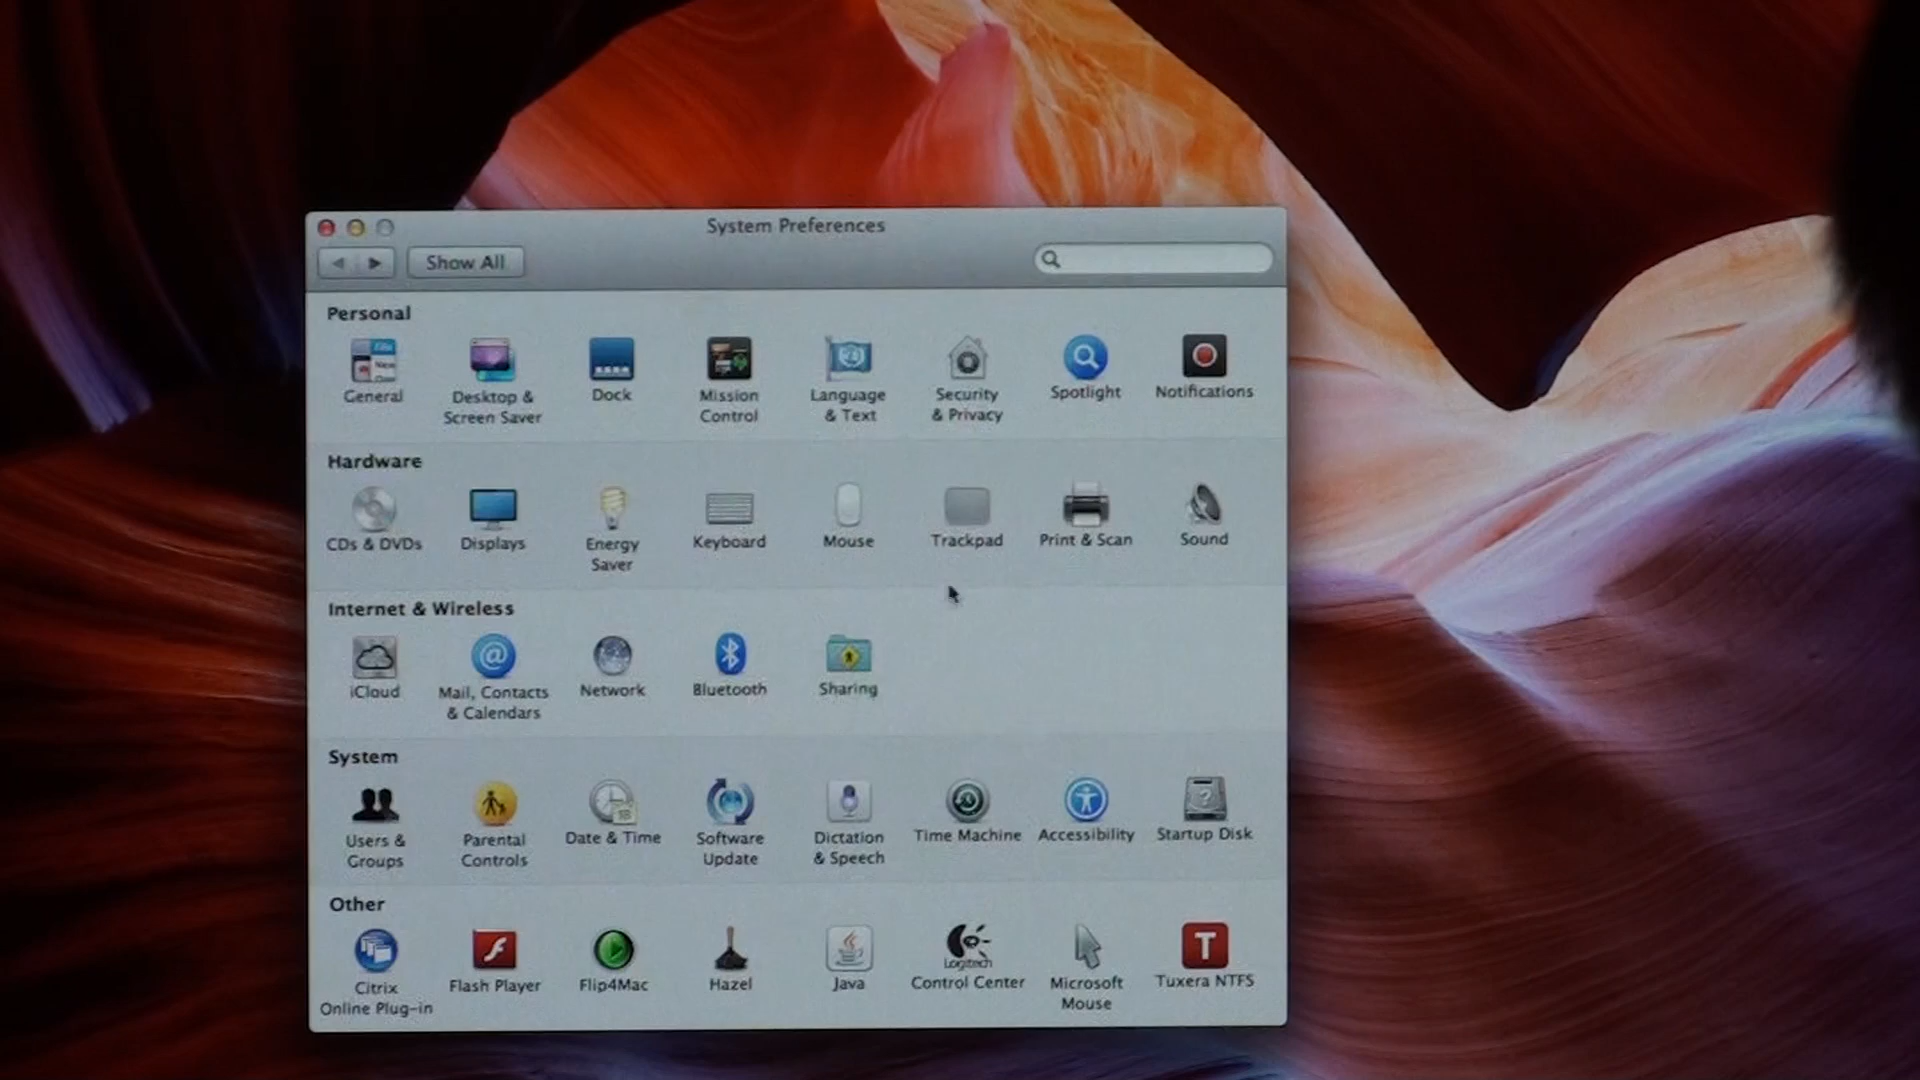 System Preferences
Show All
Personal
General
Desktop &
Screen Saver
Dock
Mission
Control
Language
& Text
Security
& Privacy
Spotlight
Notifications
Hardware
CDs & DVDs
Displays
Energy
Saver
Keyboard
Mouse
Trackpad
Print & Scan
Sound
Internet & Wireless
iCloud
Mail, Contacts
& Calendars
Network
Bluetooth
Sharing
System
Users &
Groups
Parental
Controls
Date & Time
18
Software
Update
Dictation
& Speech
Time Machine
Accessibility
Startup Disk
Other
Citrix
Online Plug-in
Flash Player
Flip4Mac
Hazel
Java
Logitech
Control Center
Microsoft
Mouse
T
Tuxera NTFS